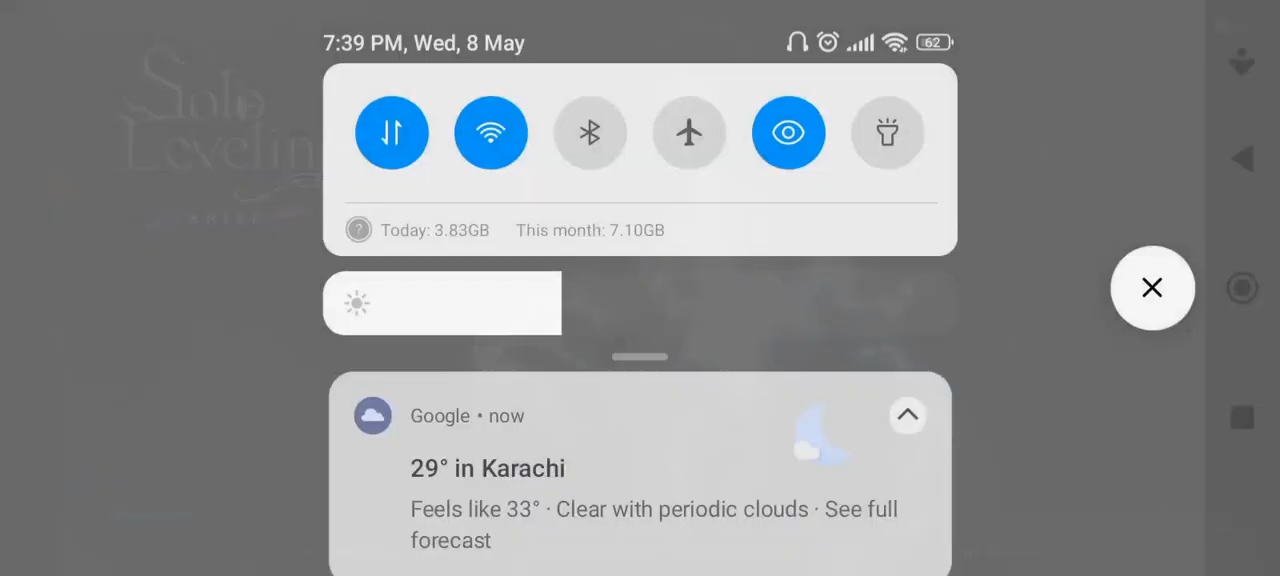 7:39 PM, Wed, 8 May
62
Today: 3.83GB This month: 7.10GB
Google • now
29° in Karachi
Feels like 33° · Clear with periodic clouds · See full
forecast
Solo
Leveling
ARISE